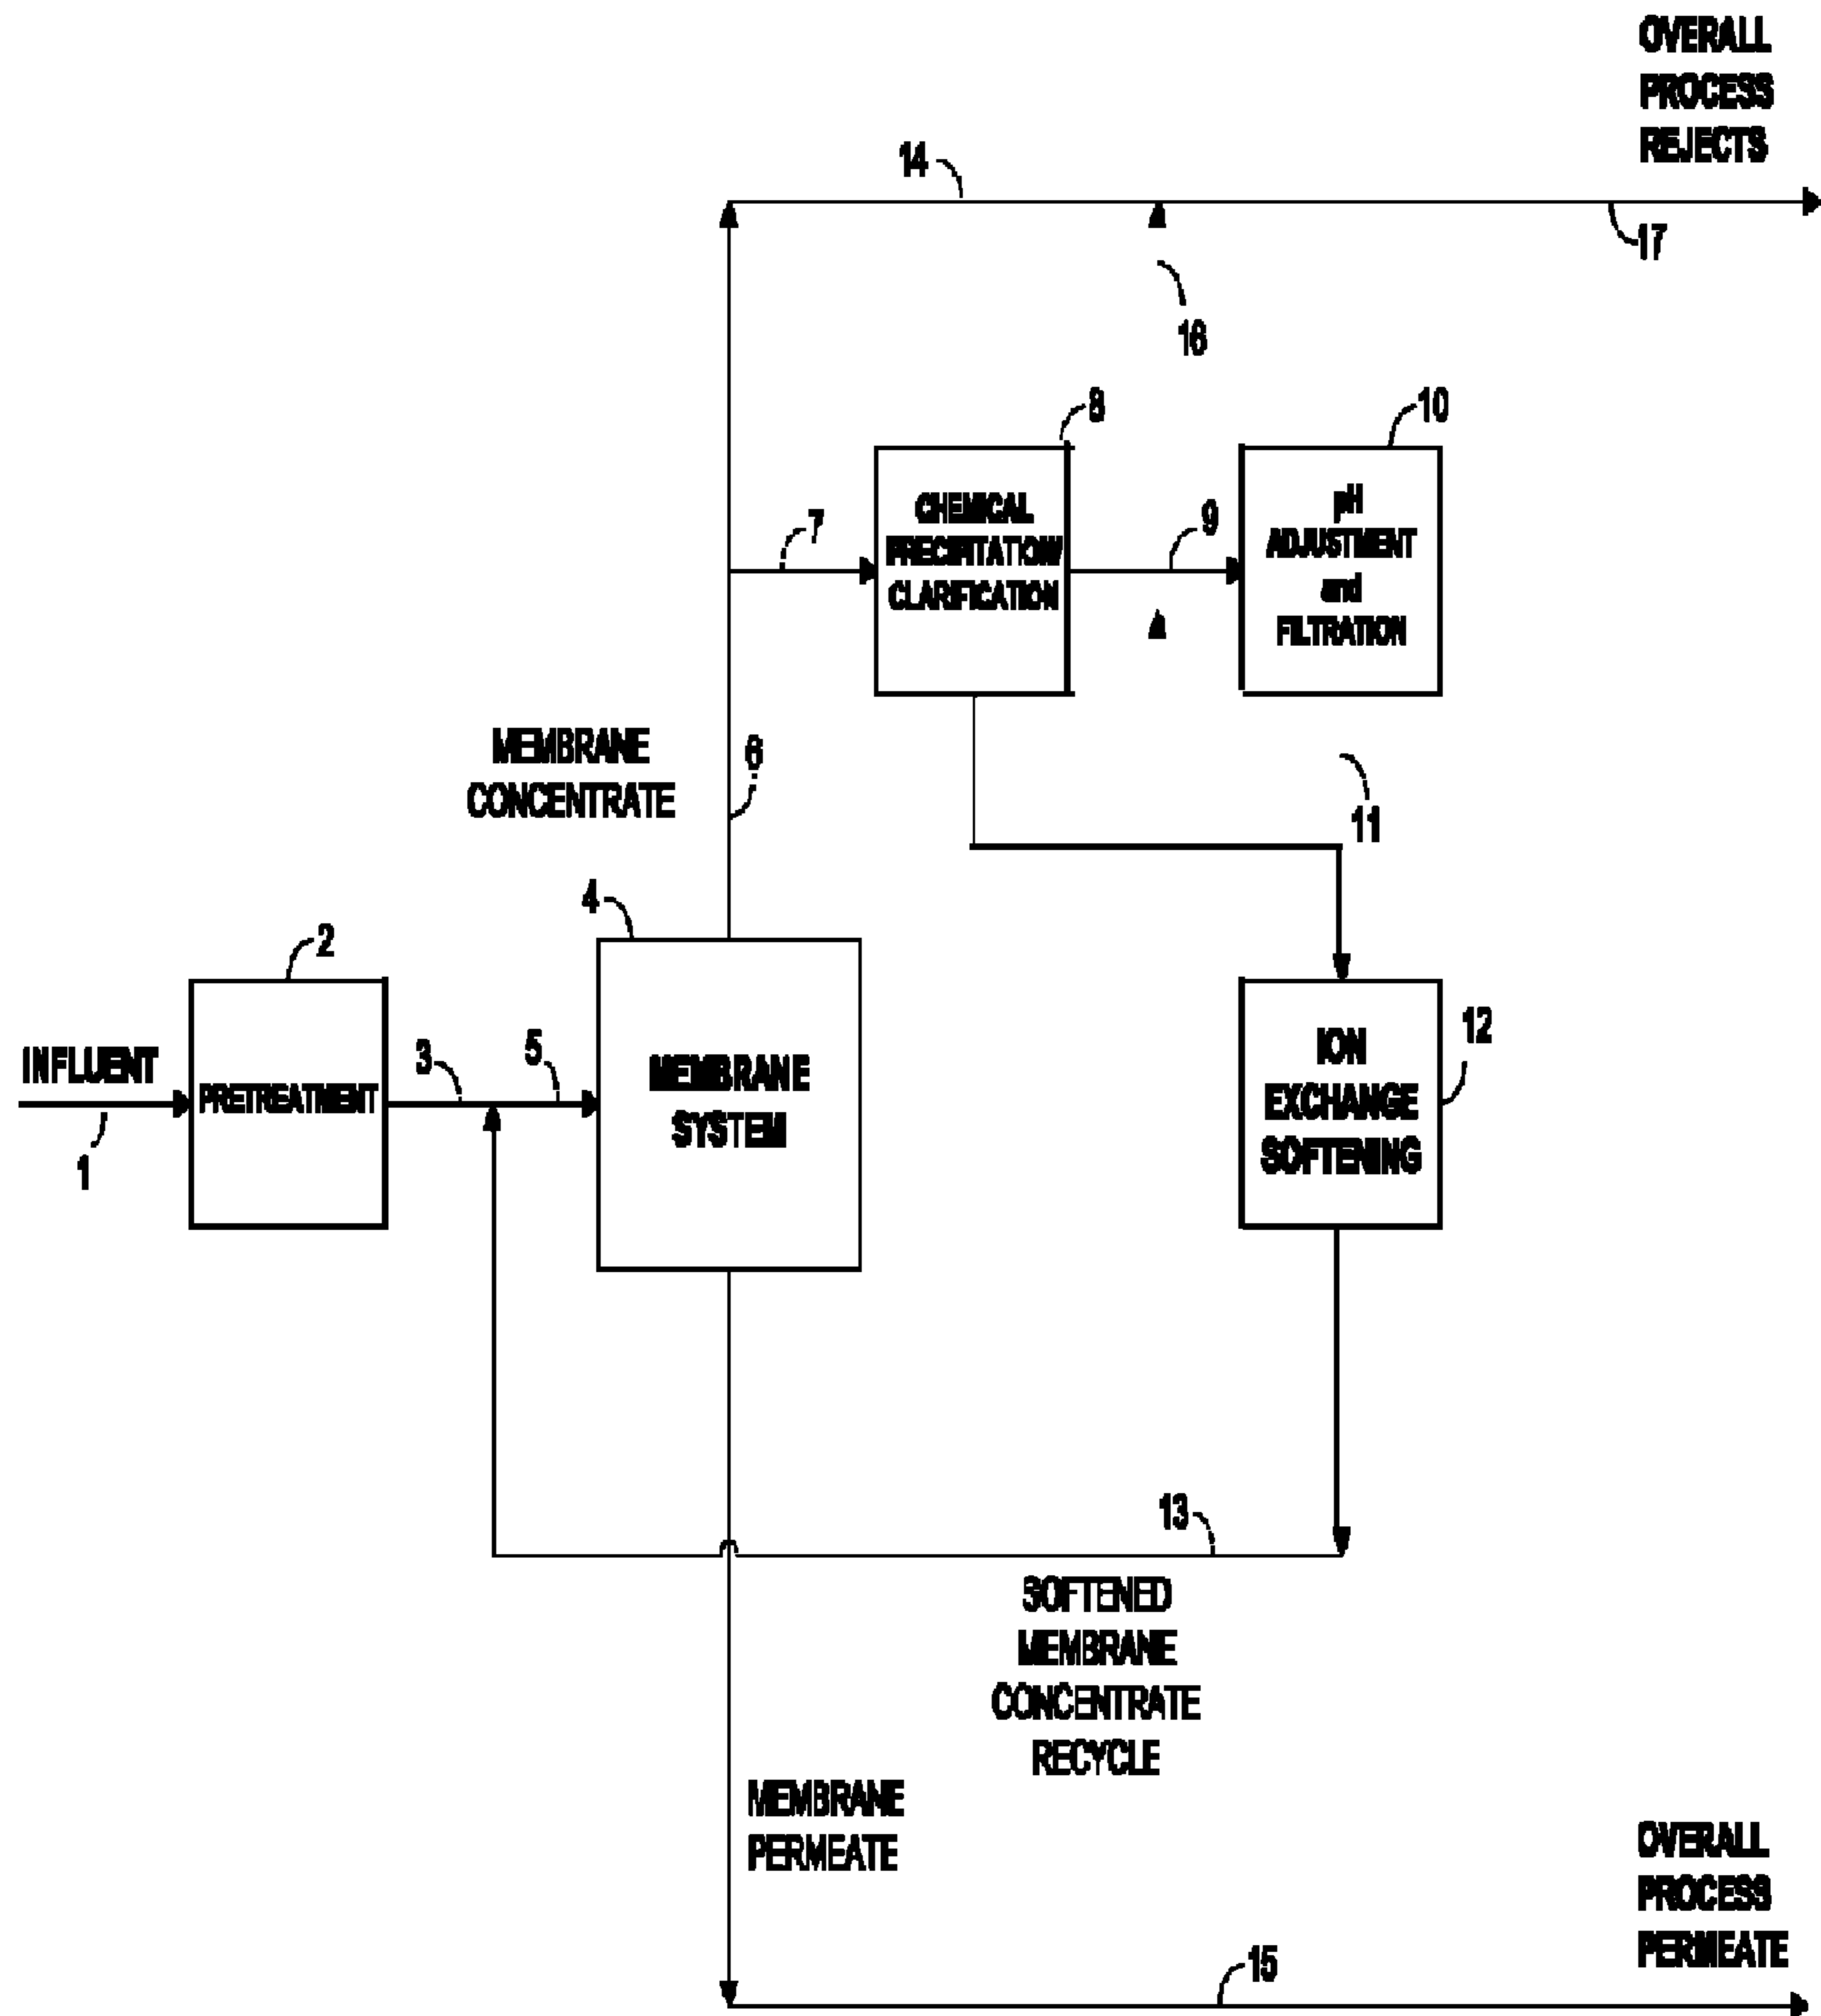 OVERALL
PROCESS
REJECTS
14
17
16
8
10
CHEMICAL
PRECIPITATION/
CLARIFICATION
7
9
pH
ADJUSTMENT
and
FILTRATION
MEMBRANE
CONCENTRATE
6
11
4
2
12
INFLUENT
1
PRETREATMENT
3
5
MEMBRANE
SYSTEM
ION
EXCHANGE
SOFTENING
13
SOFTENED
MEMBRANE
CONCENTRATE
RECYCLE
MEMBRANE
PERMEATE
OVERALL
PROCESS
PERMEATE
15